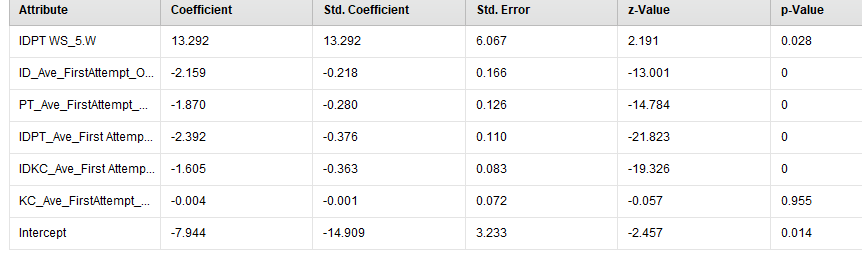 Attribute Coefficient Std. Coefficient Std. Error z-Value p-Value
IDPT WS_5.W 13.292 13.292 6.067 2.191 0.028
ID_Ave_FirstAttempt_O... -2.159 -0.218 0.166 -13.001 0
PT_Ave_FirstAttempt_... -1.870 -0.280 0.126 -14.784 0
IDPT_Ave_First Attemp... -2.392 -0.376 0.110 -21.823 0
IDKC_Ave_First Attemp... -1.605 -0.363 0.083 -19.326 0
KC_Ave_FirstAttempt_... -0.004 -0.001 0.072 -0.057 0.955
Intercept -7.944 -14.909 3.233 -2.457 0.014